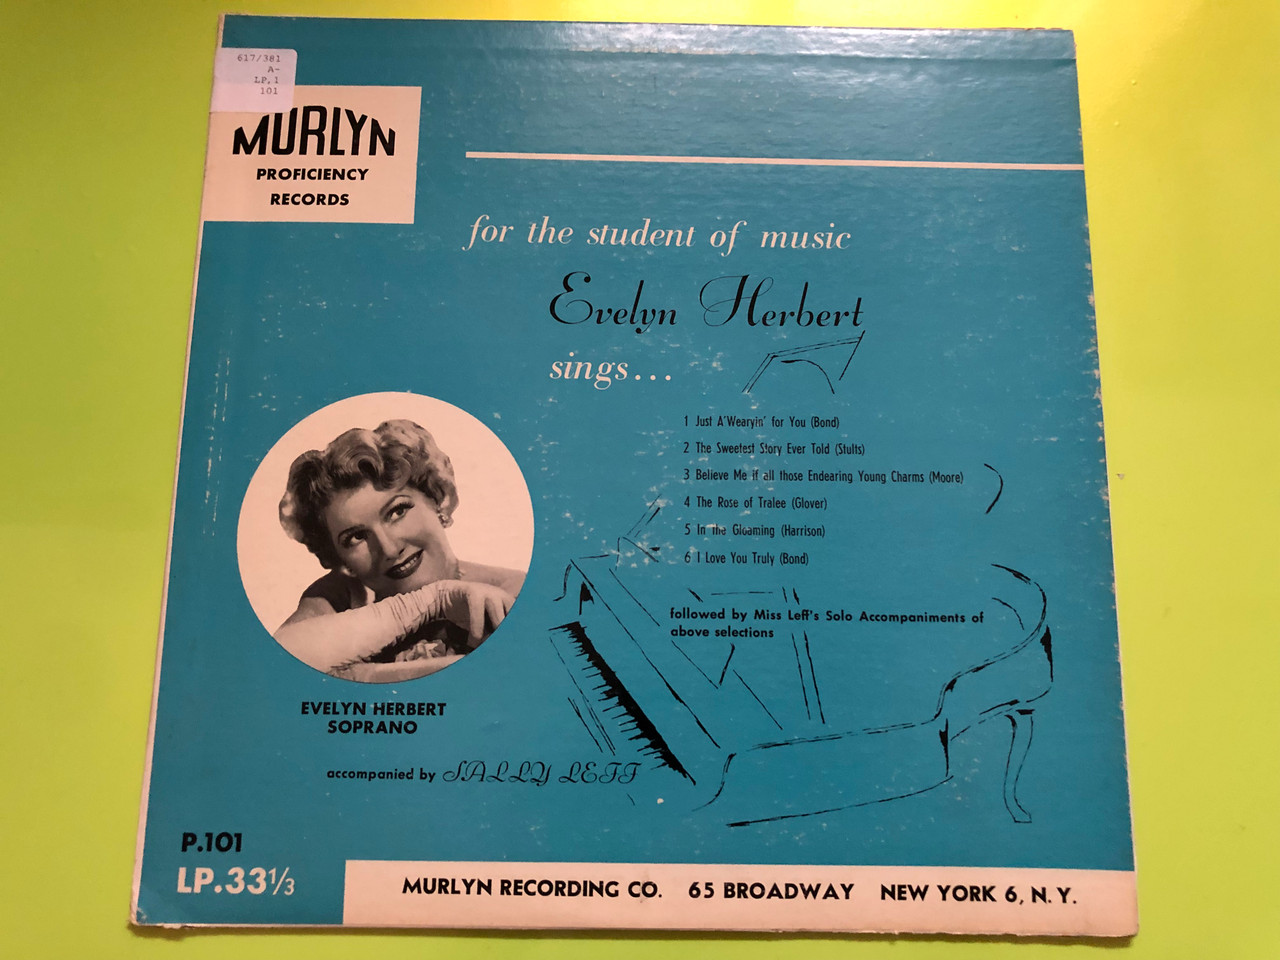 617/381
A-
LP,1
101
MURLYN
PROFICIENCY
RECORDS
for the student of music
Evelyn Herbert
sings...
1 Just A'Wearyin' for You (Bond)
2 The Sweetest Story Ever Told (Stults)
3 Believe Me if all those Endearing Young Charms (Moore)
4 The Rose of Tralee (Glover)
5 In the Gloaming (Harrison)
6 I Love You Truly (Bond)
followed by Miss Leff's Solo Accompaniments of
above selections
EVELYN HERBERT
SOPRANO
accompanied by SALLY LEFF
P.101
LP.33⅓
MURLYN RECORDING CO. 65 BROADWAY NEW YORK 6, N.Y.